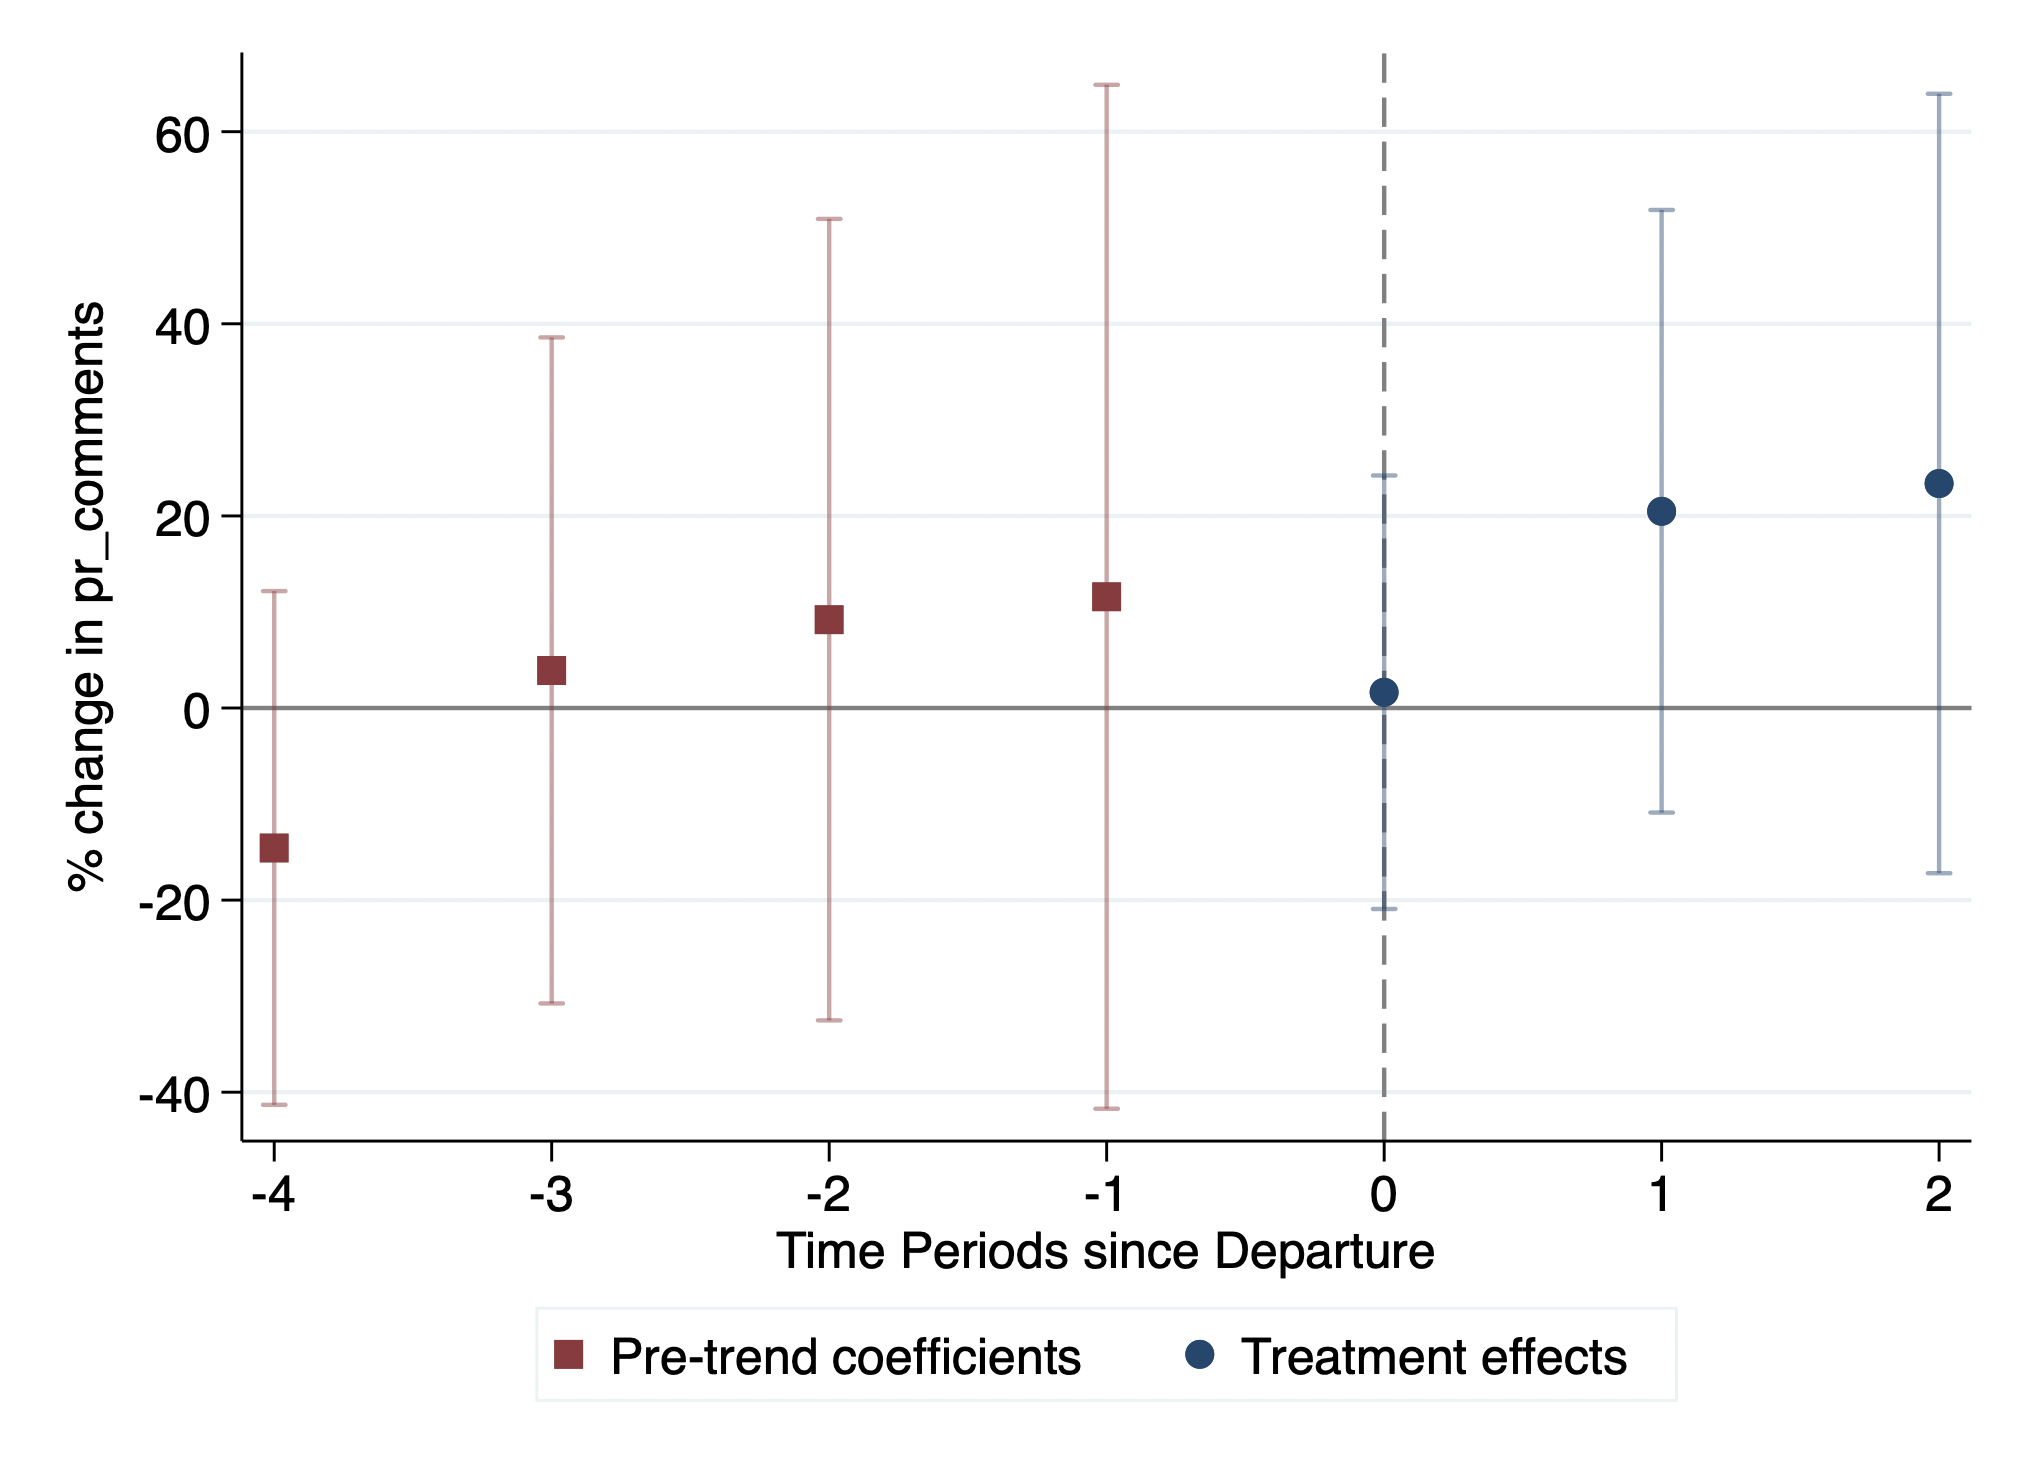 % change in pr_comments
60
40
20
0
-20
-40
-4 -3 -2 -1 0 1 2
Time Periods since Departure
Pre-trend coefficients Treatment effects